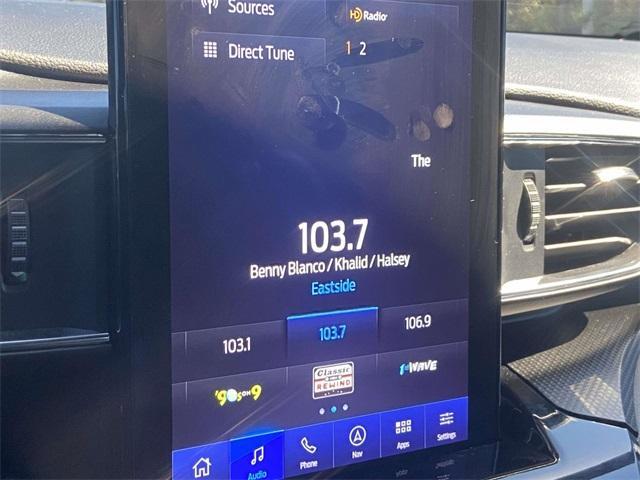 Sources
HD Radio
Direct Tune
1 2
The
103.7
Benny Blanco / Khalid / Halsey
Eastside
103.1
103.7
106.9
'90s ON 9
Classic
REWIND
1st WAVE
Audio
Phone
Nav
Apps
Settings